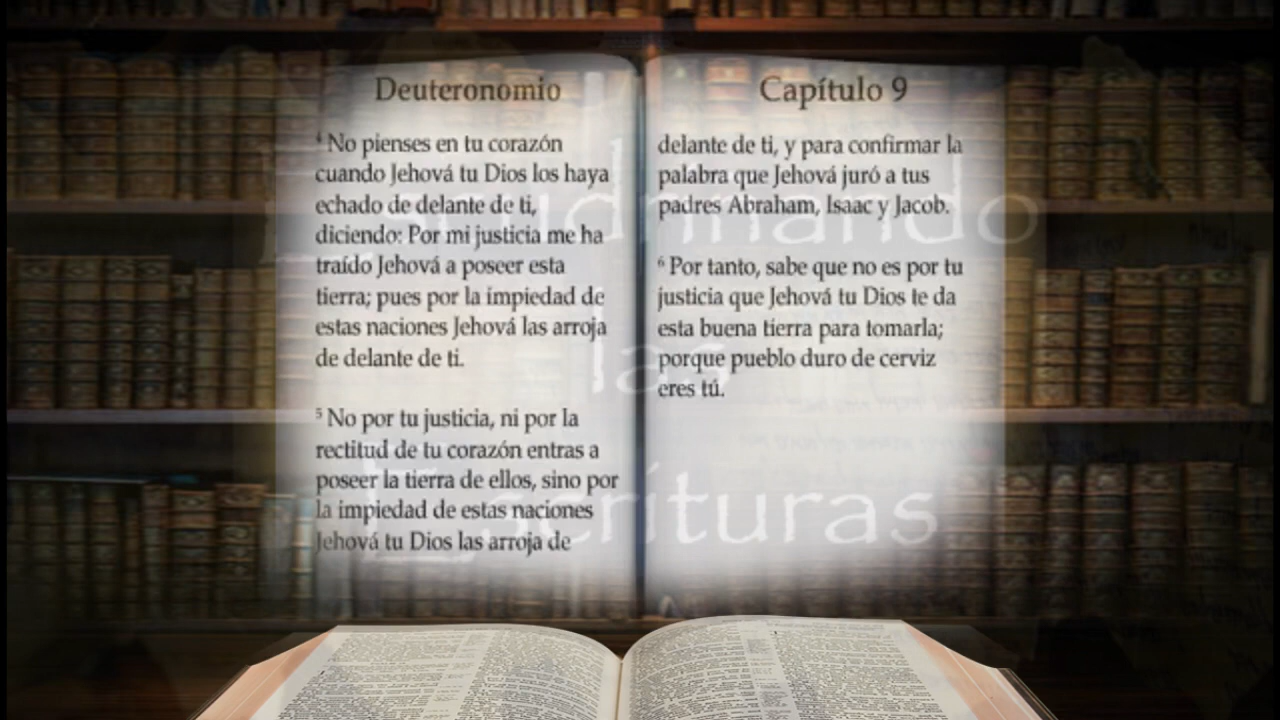 Deuteronomio
⁴ No pienses en tu corazón
cuando Jehová tu Dios los haya
echado de delante de ti,
diciendo: Por mi justicia me ha
traído Jehová a poseer esta
tierra; pues por la impiedad de
estas naciones Jehová las arroja
de delante de ti.
⁵ No por tu justicia, ni por la
rectitud de tu corazón entras a
poseer la tierra de ellos, sino por
la impiedad de estas naciones
Jehová tu Dios las arroja de
Capítulo 9
delante de ti, y para confirmar la
palabra que Jehová juró a tus
padres Abraham, Isaac y Jacob.
⁶ Por tanto, sabe que no es por tu
justicia que Jehová tu Dios te da
esta buena tierra para tomarla;
porque pueblo duro de cerviz
eres tú.
las
Escrituras